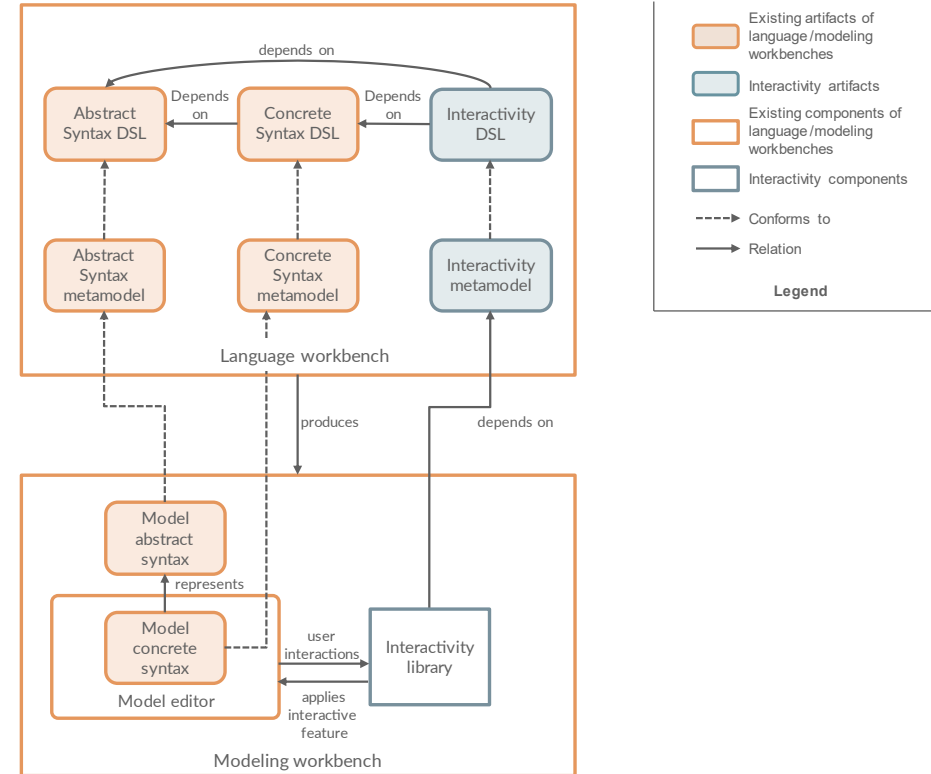 depends on
Depends
on
Depends
on
Abstract
Syntax DSL
Concrete
Syntax DSL
Interactivity
DSL
Abstract
Syntax
metamodel
Concrete
Syntax
metamodel
Interactivity
metamodel
Language workbench
produces
depends on
Model
abstract
syntax
represents
Model
concrete
syntax
Model editor
user
interactions
applies
interactive
feature
Interactivity
library
Modeling workbench
Existing artifacts of
language/modeling
workbenches
Interactivity artifacts
Existing components of
language/modeling
workbenches
Interactivity components
Conforms to
Relation
Legend